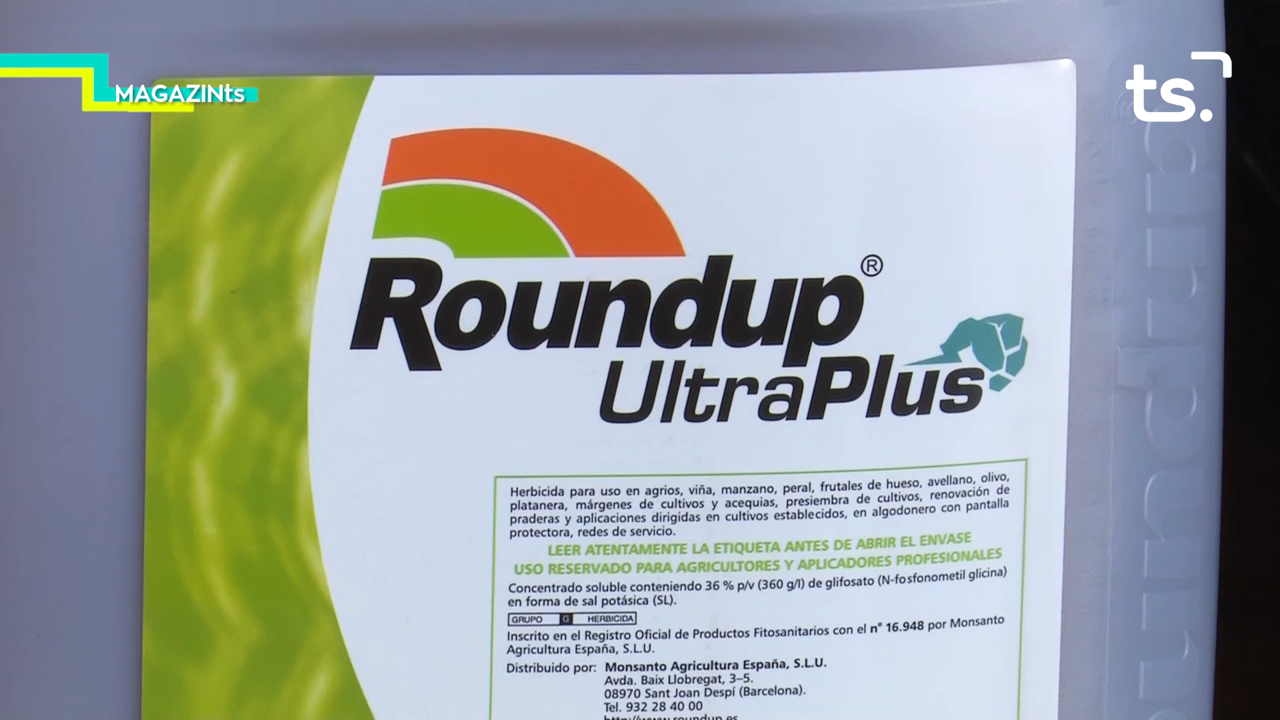 MAGAZINts
ts.
Roundup®
UltraPlus
Herbicida para uso en agrios, viña, manzano, peral, frutales de hueso, avellano, olivo,
platanera, márgenes de cultivos y acequias, presiembra de cultivos, renovación de
praderas y aplicaciones dirigidas en cultivos establecidos, en algodonero con pantalla
protectora, redes de servicio.
LEER ATENTAMENTE LA ETIQUETA ANTES DE ABRIR EL ENVASE
USO RESERVADO PARA AGRICULTORES Y APLICADORES PROFESIONALES
Concentrado soluble conteniendo 36 % p/v (360 g/l) de glifosato (N-fosfonometil glicina)
en forma de sal potásica (SL).
GRUPO G HERBICIDA
Inscrito en el Registro Oficial de Productos Fitosanitarios con el n° 16.948 por Monsanto
Agricultura España, S.L.U.
Distribuido por: Monsanto Agricultura España, S.L.U.
Avda. Baix Llobregat, 3–5.
08970 Sant Joan Despí (Barcelona).
Tel. 932 28 40 00
http://www.roundup.es
Roundup